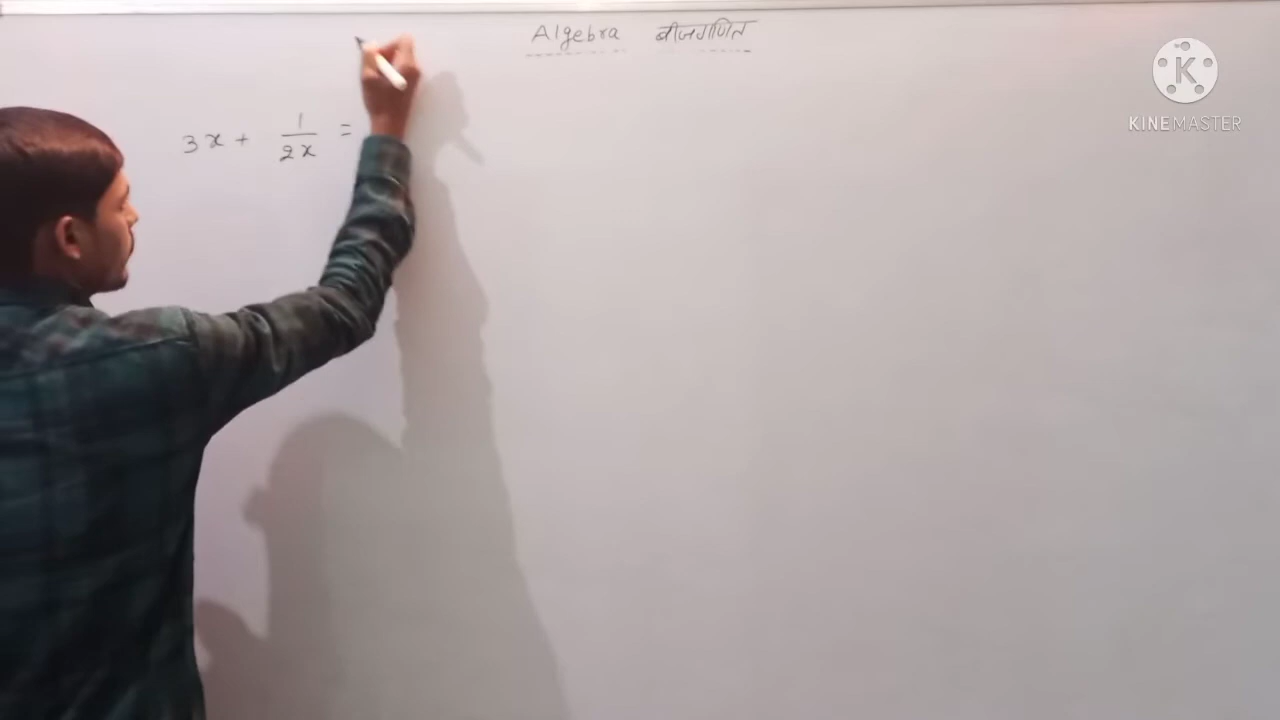 Algebra बीजगणित
3x + 1/2x =
K
KINEMASTER